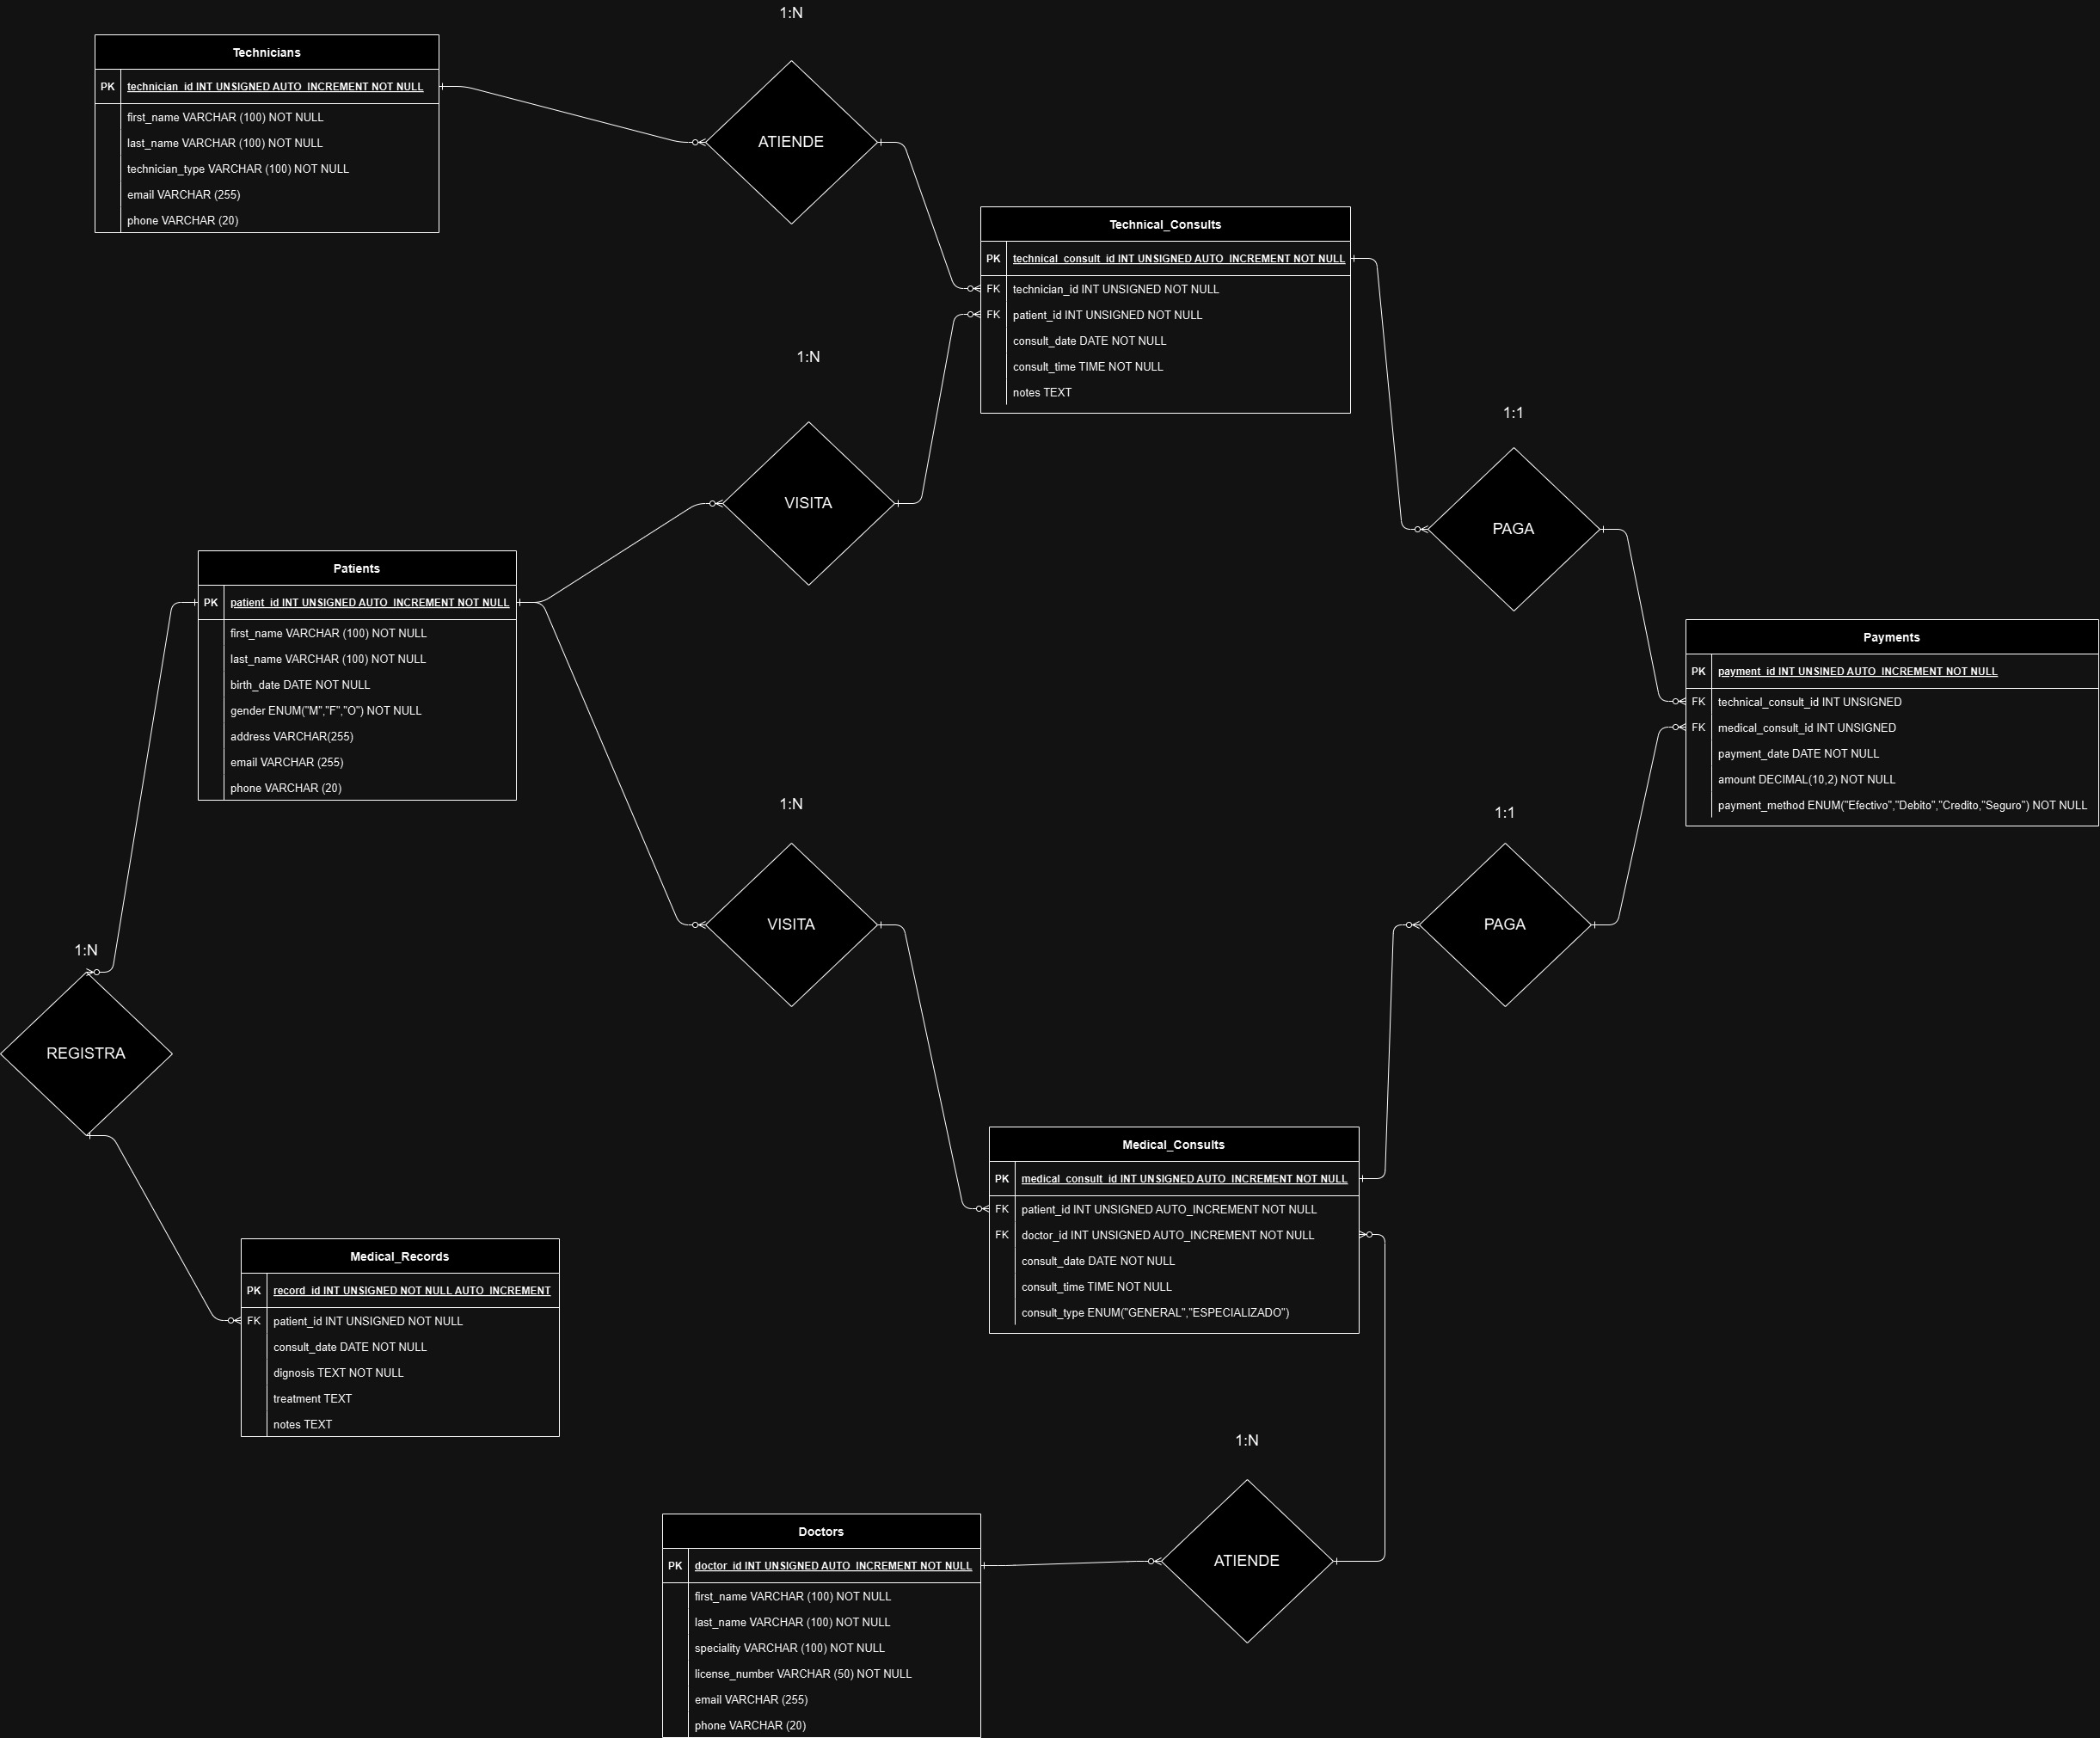 1:N
Technicians
PK technician_id INT UNSIGNED AUTO_INCREMENT NOT NULL
first_name VARCHAR (100) NOT NULL
last_name VARCHAR (100) NOT NULL
technician_type VARCHAR (100) NOT NULL
email VARCHAR (255)
phone VARCHAR (20)
ATIENDE
Technical_Consults
PK technical_consult_id INT UNSIGNED AUTO_INCREMENT NOT NULL
FK technician_id INT UNSIGNED NOT NULL
FK patient_id INT UNSIGNED NOT NULL
consult_date DATE NOT NULL
consult_time TIME NOT NULL
notes TEXT
1:N
VISITA
1:1
PAGA
Patients
PK patient_id INT UNSIGNED AUTO_INCREMENT NOT NULL
first_name VARCHAR (100) NOT NULL
last_name VARCHAR (100) NOT NULL
birth_date DATE NOT NULL
gender ENUM("M","F","O") NOT NULL
address VARCHAR(255)
email VARCHAR (255)
phone VARCHAR (20)
Payments
PK payment_id INT UNSINED AUTO_INCREMENT NOT NULL
FK technical_consult_id INT UNSIGNED
FK medical_consult_id INT UNSIGNED
payment_date DATE NOT NULL
amount DECIMAL(10,2) NOT NULL
payment_method ENUM("Efectivo","Debito","Credito,"Seguro") NOT NULL
1:N
VISITA
1:1
PAGA
1:N
REGISTRA
Medical_Consults
PK medical_consult_id INT UNSIGNED AUTO_INCREMENT NOT NULL
FK patient_id INT UNSIGNED AUTO_INCREMENT NOT NULL
FK doctor_id INT UNSIGNED AUTO_INCREMENT NOT NULL
consult_date DATE NOT NULL
consult_time TIME NOT NULL
consult_type ENUM("GENERAL","ESPECIALIZADO")
Medical_Records
PK record_id INT UNSIGNED NOT NULL AUTO_INCREMENT
FK patient_id INT UNSIGNED NOT NULL
consult_date DATE NOT NULL
dignosis TEXT NOT NULL
treatment TEXT
notes TEXT
1:N
ATIENDE
Doctors
PK doctor_id INT UNSIGNED AUTO_INCREMENT NOT NULL
first_name VARCHAR (100) NOT NULL
last_name VARCHAR (100) NOT NULL
speciality VARCHAR (100) NOT NULL
license_number VARCHAR (50) NOT NULL
email VARCHAR (255)
phone VARCHAR (20)